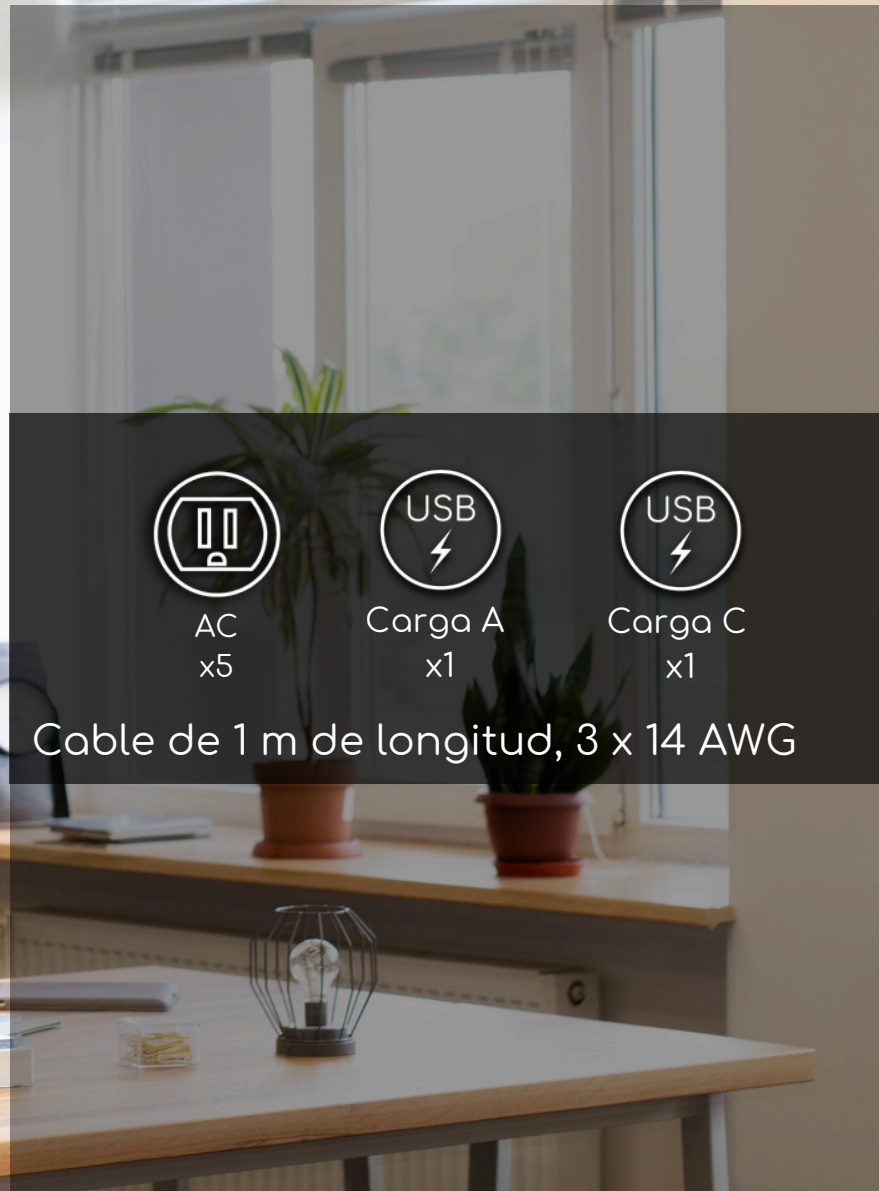 USB
USB
AC
Carga A
Carga C
x5
x1
x1
Cable de 1 m de longitud, 3 x 14 AWG